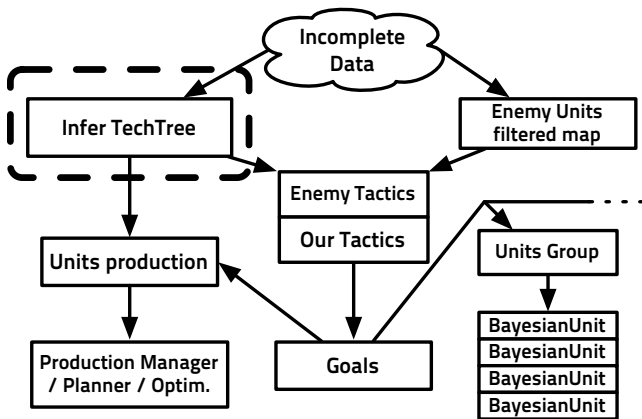 Incomplete
Data
Infer TechTree
Enemy Units
filtered map
Enemy Tactics
Our Tactics
Units production
Units Group
Production Manager
/ Planner / Optim.
Goals
BayesianUnit
BayesianUnit
BayesianUnit
BayesianUnit